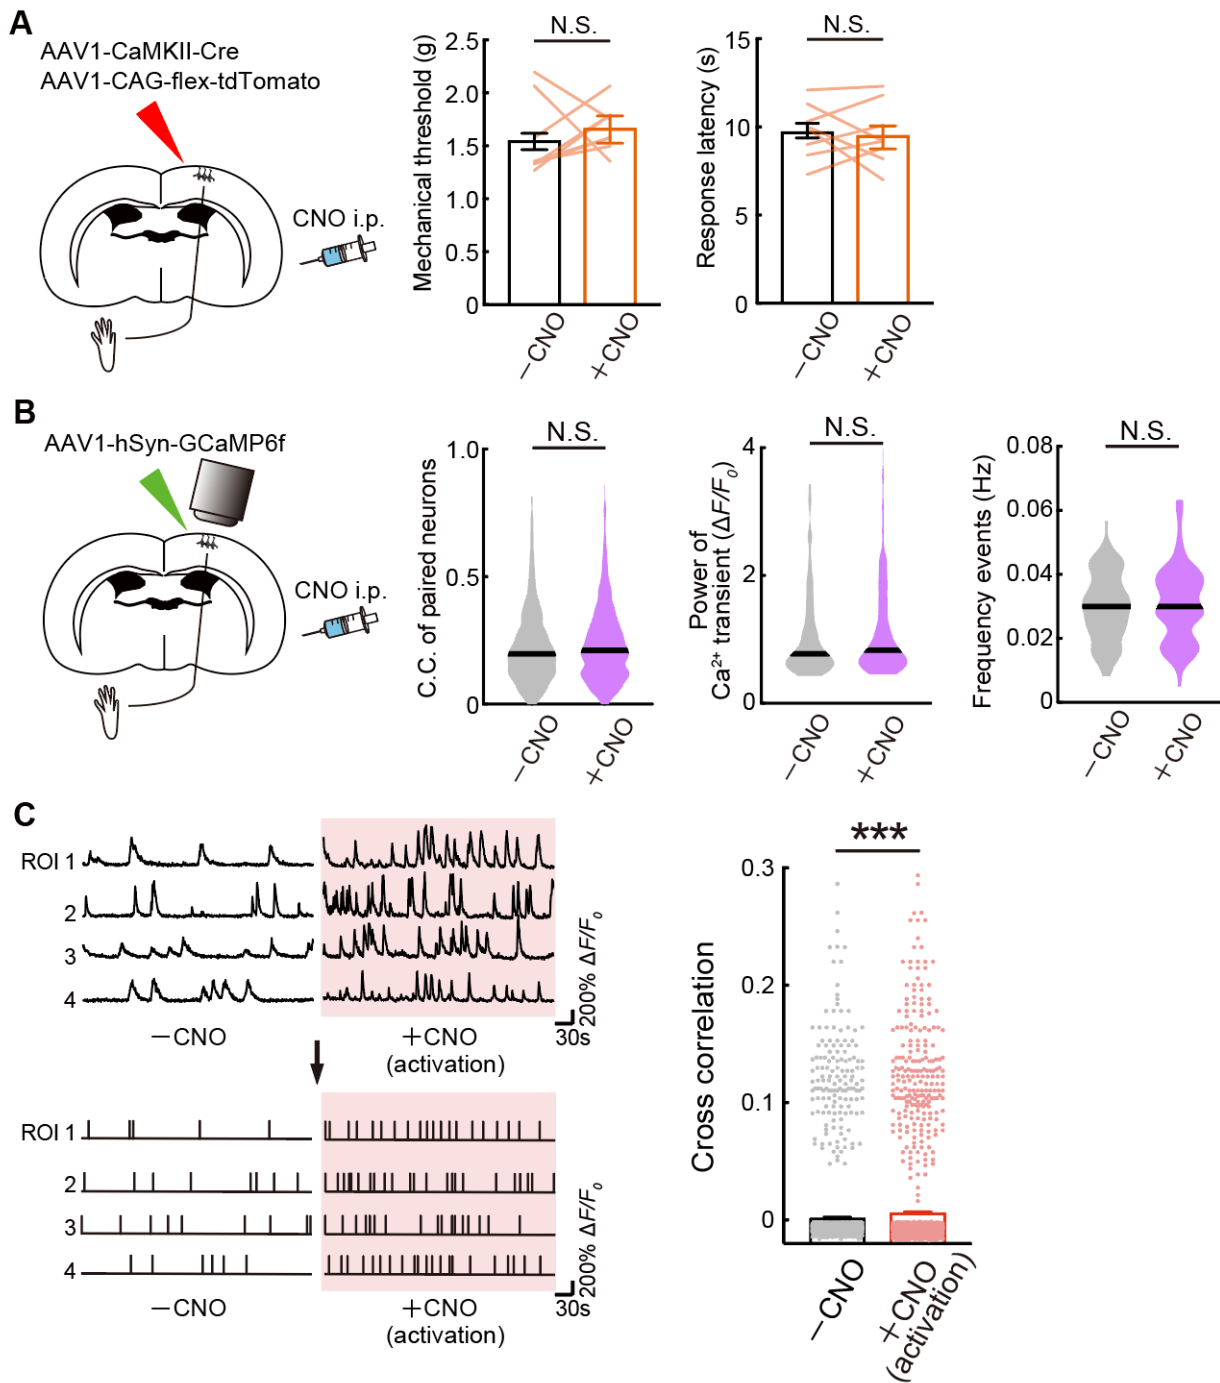 A
AAV1-CaMKII-Cre
AAV1-CAG-flex-tdTomato
CNO i.p.
N.S.
Mechanical threshold (g)
2.5
2.0
1.5
1.0
0.5
0
−CNO
+CNO
N.S.
Response latency (s)
15
10
5
0
−CNO
+CNO
B
AAV1-hSyn-GCaMP6f
CNO i.p.
N.S.
C.C. of paired neurons
1.0
0.5
0
−CNO
+CNO
N.S.
Power of
Ca²⁺ transient (ΔF/F₀)
4
2
0
−CNO
+CNO
N.S.
Frequency events (Hz)
0.08
0.06
0.04
0.02
0
−CNO
+CNO
C
ROI 1
2
3
4
−CNO
+CNO
(activation)
200% ΔF/F₀
30s
ROI 1
2
3
4
−CNO
+CNO
(activation)
200% ΔF/F₀
30s
***
Cross correlation
0.3
0.2
0.1
0
−CNO
+CNO
(activation)